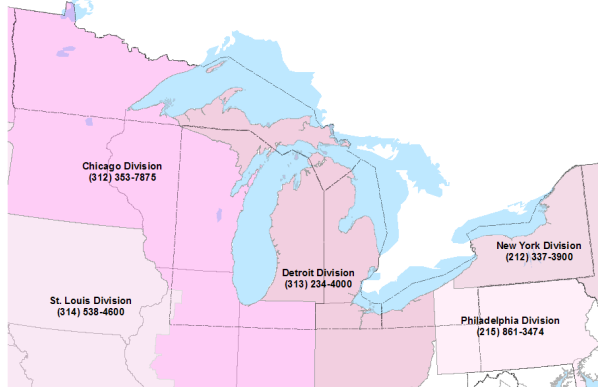 Chicago Division
(312) 353-7875
New York Division
(212) 337-3900
Detroit Division
(313) 234-4000
St. Louis Division
(314) 538-4600
Philadelphia Division
(215) 861-3474